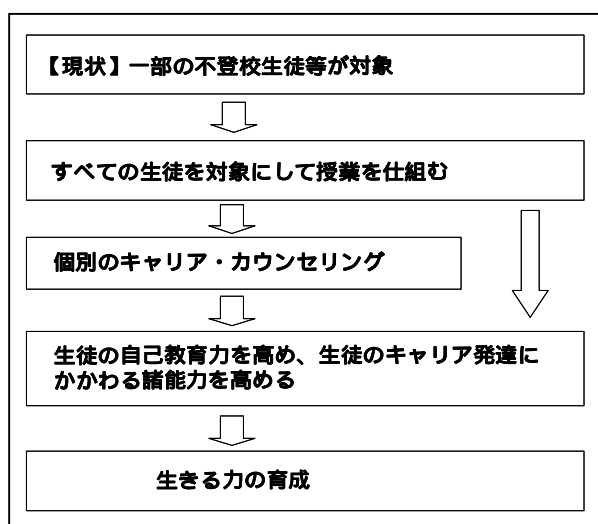 【現状】一部の不登校生徒等が対象
すべての生徒を対象にして授業を仕組む
個別のキャリア・カウンセリング
生徒の自己教育力を高め、生徒のキャリア発達に
かかわる諸能力を高める
生きる力の育成